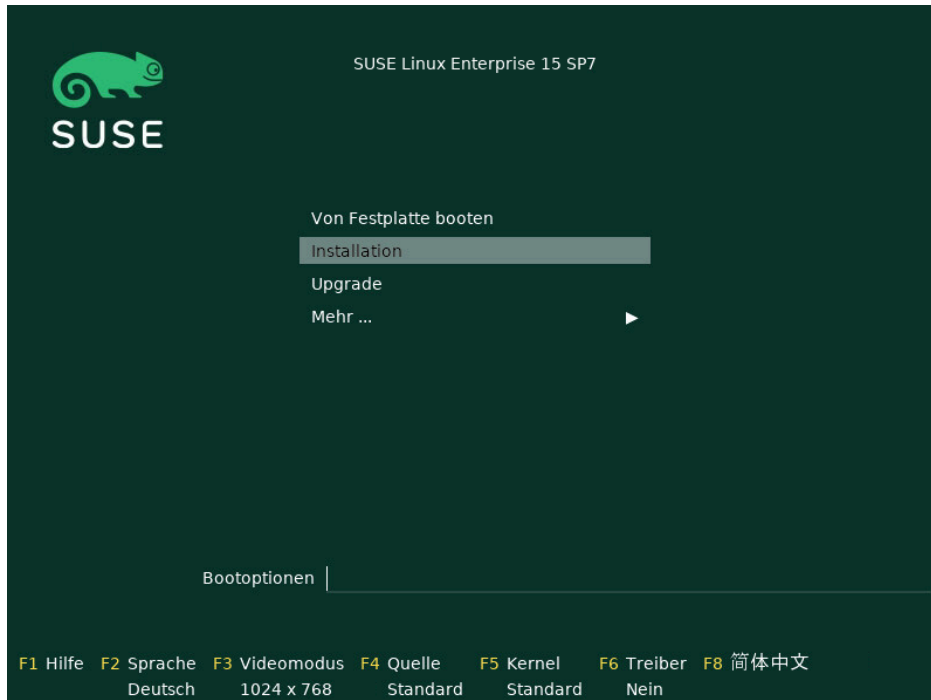 SUSE Linux Enterprise 15 SP7
SUSE
Von Festplatte booten
Installation
Upgrade
Mehr ...
Bootoptionen
F1 Hilfe F2 Sprache F3 Videomodus F4 Quelle F5 Kernel F6 Treiber F8 简体中文
Deutsch 1024 x 768 Standard Standard Nein